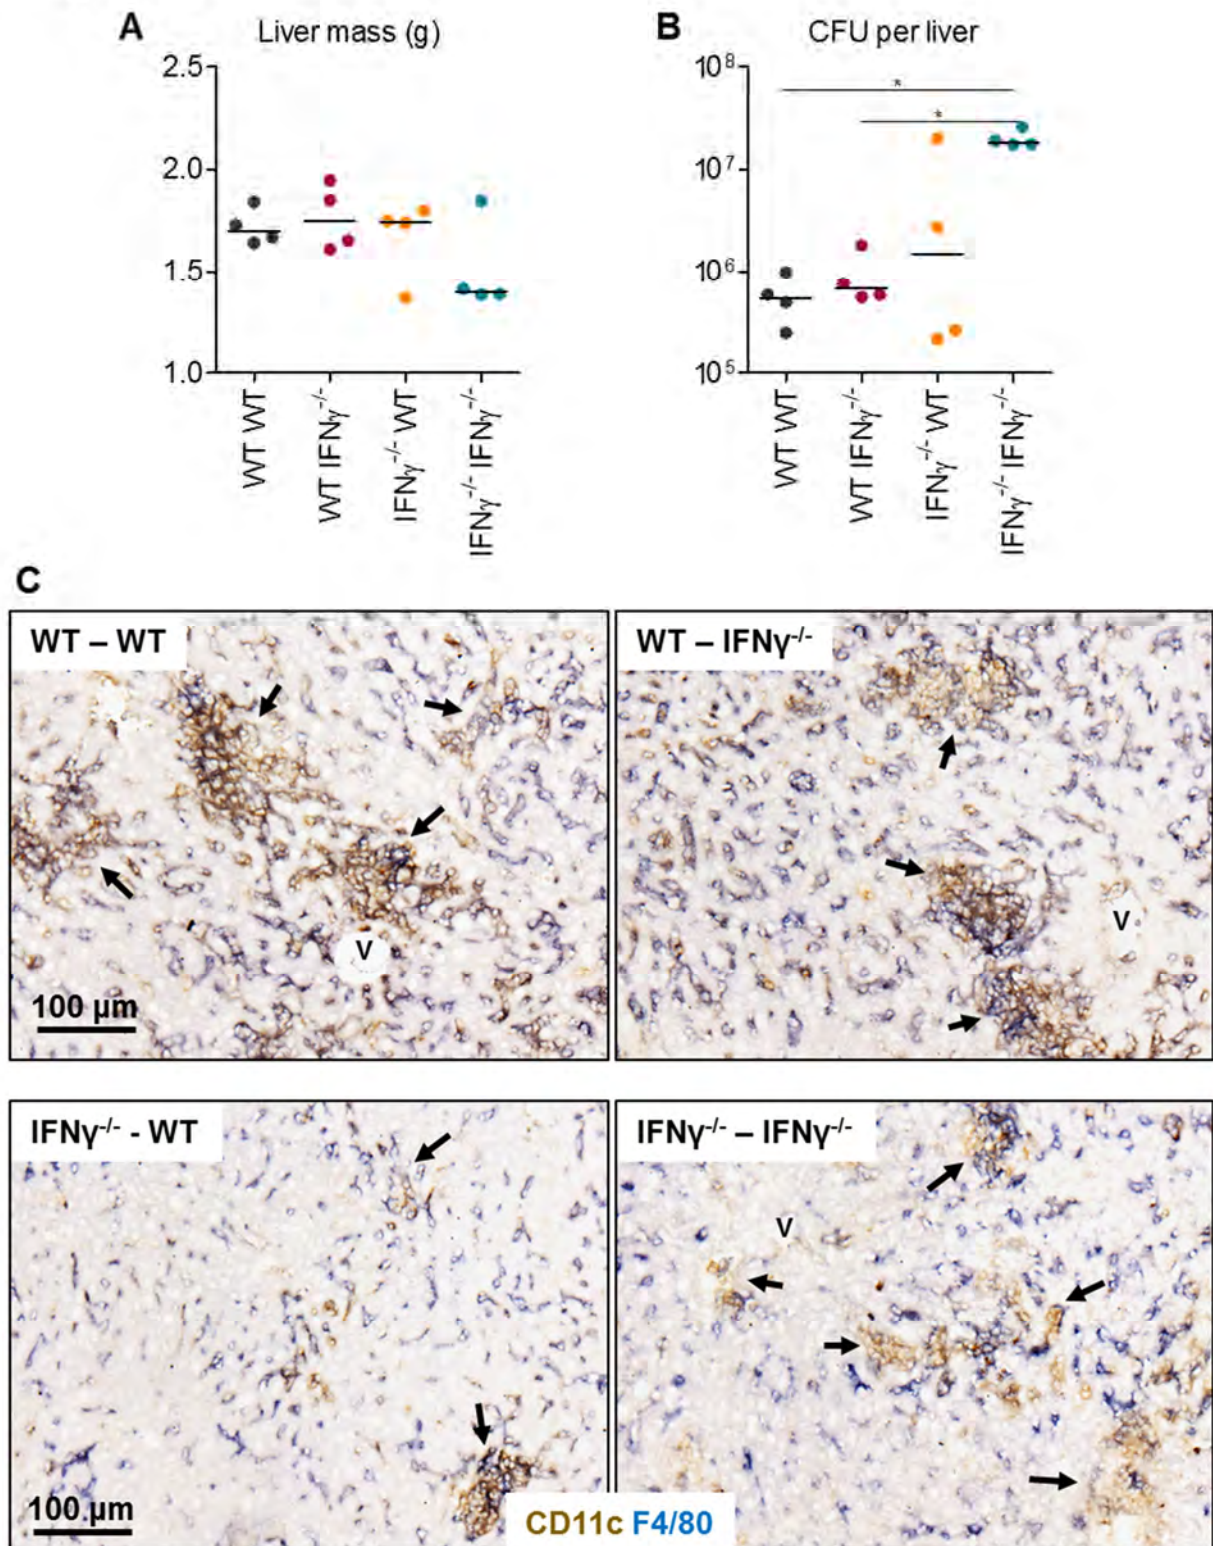 A
Liver mass (g)
2.5
2.0
1.5
1.0
WT WT
WT IFNγ⁻/⁻
IFNγ⁻/⁻ WT
IFNγ⁻/⁻ IFNγ⁻/⁻
B
CFU per liver
10⁸
10⁷
10⁶
10⁵
*
*
WT WT
WT IFNγ⁻/⁻
IFNγ⁻/⁻ WT
IFNγ⁻/⁻ IFNγ⁻/⁻
C
WT – WT
V
100 µm
WT – IFNγ⁻/⁻
V
IFNγ⁻/⁻ - WT
100 µm
IFNγ⁻/⁻ – IFNγ⁻/⁻
V
CD11c F4/80